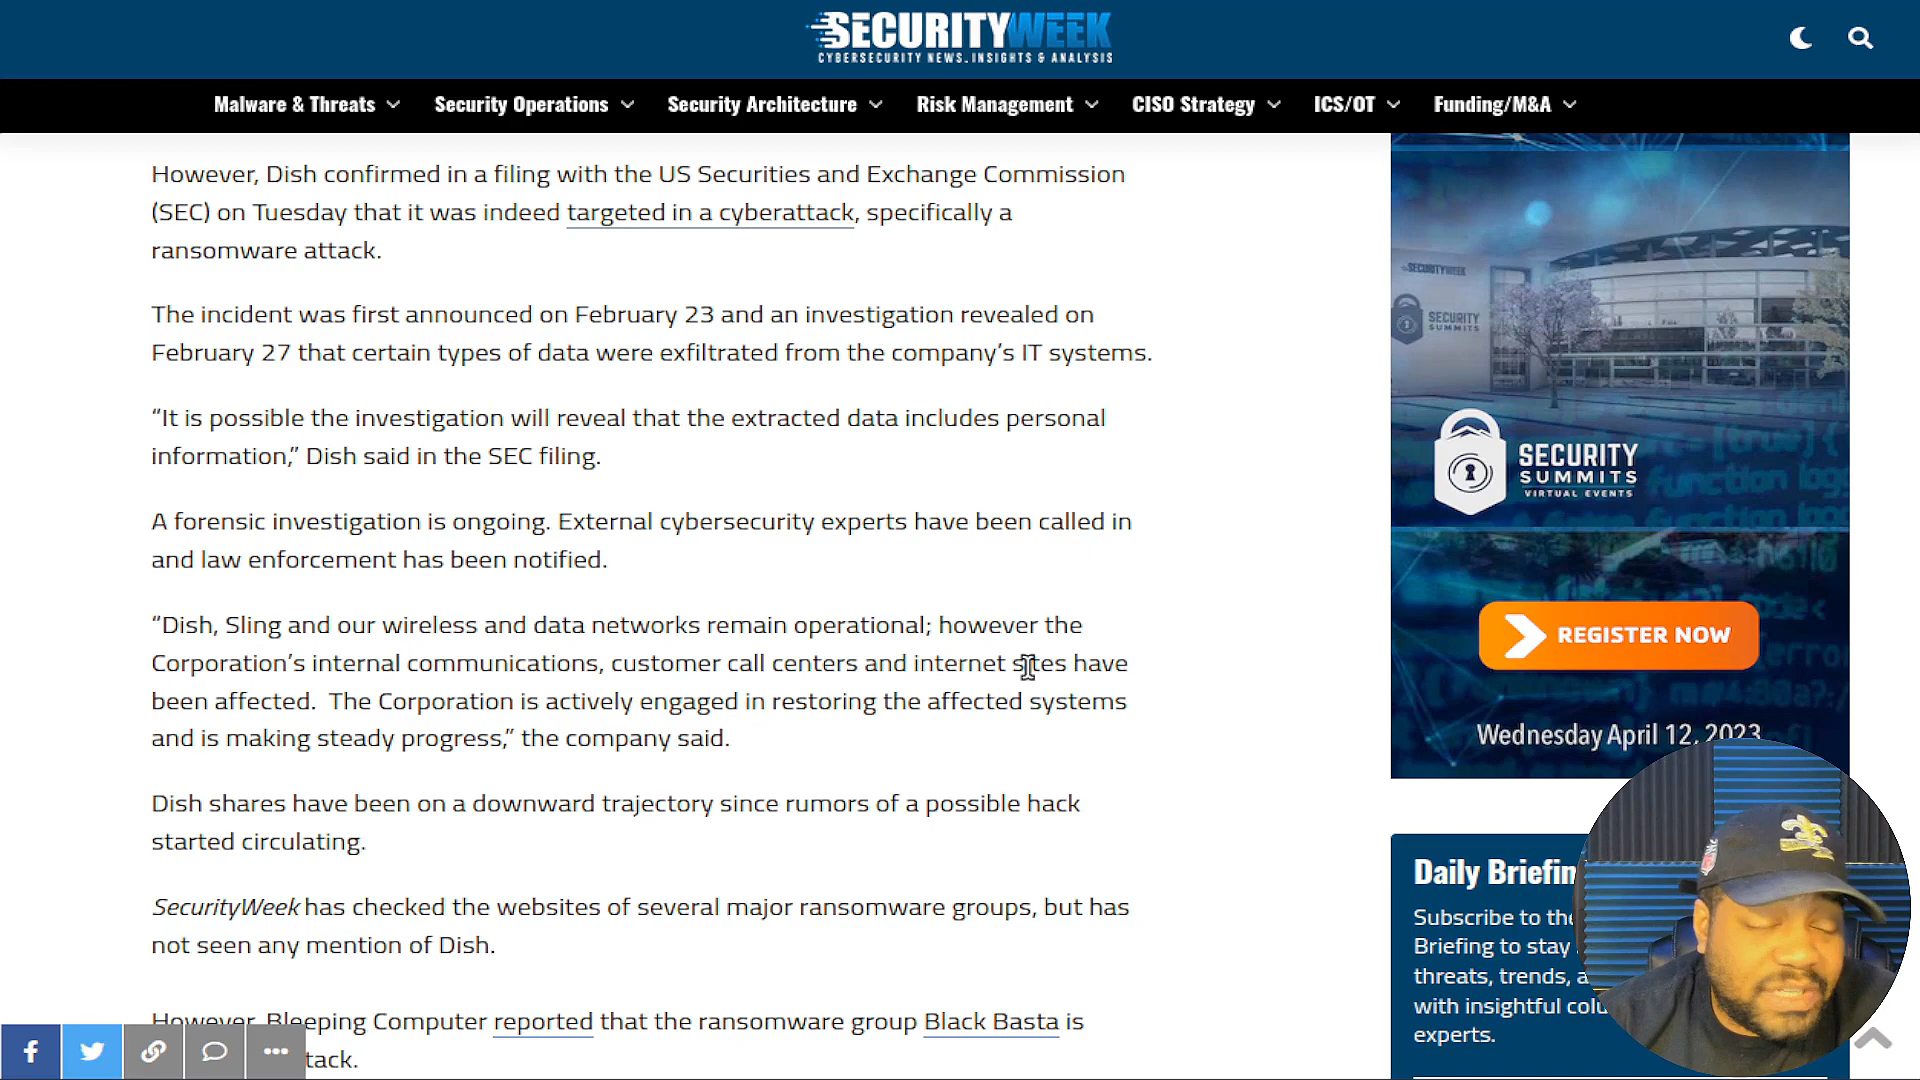 SECURITYWEEK
CYBERSECURITY NEWS, INSIGHTS & ANALYSIS
Malware & Threats
Security Operations
Security Architecture
Risk Management
CISO Strategy
ICS/OT
Funding/M&A
However, Dish confirmed in a filing with the US Securities and Exchange Commission
(SEC) on Tuesday that it was indeed targeted in a cyberattack, specifically a
ransomware attack.
The incident was first announced on February 23 and an investigation revealed on
February 27 that certain types of data were exfiltrated from the company’s IT systems.
“It is possible the investigation will reveal that the extracted data includes personal
information,” Dish said in the SEC filing.
A forensic investigation is ongoing. External cybersecurity experts have been called in
and law enforcement has been notified.
“Dish, Sling and our wireless and data networks remain operational; however the
Corporation’s internal communications, customer call centers and internet sites have
been affected.  The Corporation is actively engaged in restoring the affected systems
and is making steady progress,” the company said.
Dish shares have been on a downward trajectory since rumors of a possible hack
started circulating.
SecurityWeek has checked the websites of several major ransomware groups, but has
not seen any mention of Dish.
However, Bleeping Computer reported that the ransomware group Black Basta is
tack.
SECURITYWEEK
SECURITY
SUMMITS
SECURITY
SUMMITS
VIRTUAL EVENTS
REGISTER NOW
Wednesday April 12, 2023
Daily Briefin
Subscribe to the
Briefing to stay
threats, trends, a
with insightful colu
experts.